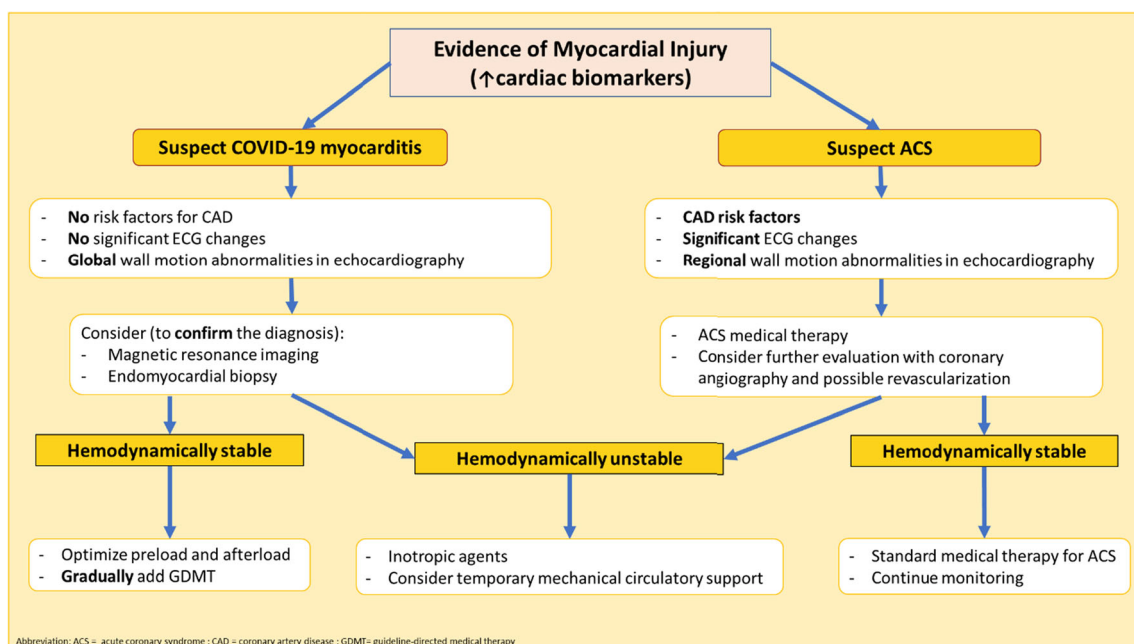 Evidence of Myocardial Injury
(↑cardiac biomarkers)
Suspect COVID-19 myocarditis
Suspect ACS
- No risk factors for CAD
- No significant ECG changes
- Global wall motion abnormalities in echocardiography
- CAD risk factors
- Significant ECG changes
- Regional wall motion abnormalities in echocardiography
Consider (to confirm the diagnosis):
- Magnetic resonance imaging
- Endomyocardial biopsy
- ACS medical therapy
- Consider further evaluation with coronary
angiography and possible revascularization
Hemodynamically stable
Hemodynamically unstable
Hemodynamically stable
- Optimize preload and afterload
- Gradually add GDMT
- Inotropic agents
- Consider temporary mechanical circulatory support
- Standard medical therapy for ACS
- Continue monitoring
Abbreviation: ACS = acute coronary syndrome ; CAD = coronary artery disease ; GDMT= guideline-directed medical therapy